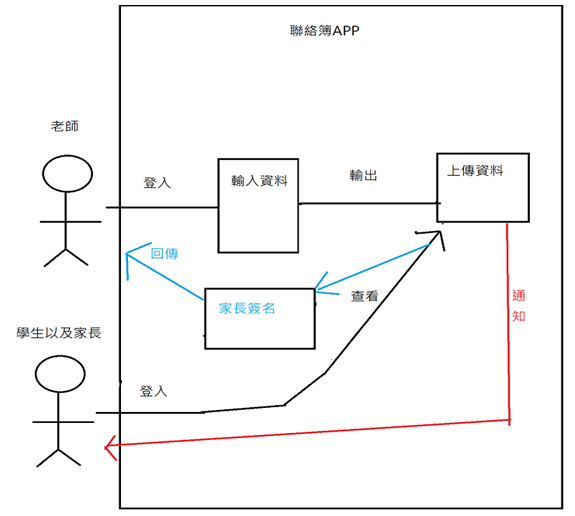 聯絡簿APP
老師
登入
輸入資料
輸出
上傳資料
回傳
家長簽名
查看
通
知
學生以及家長
登入